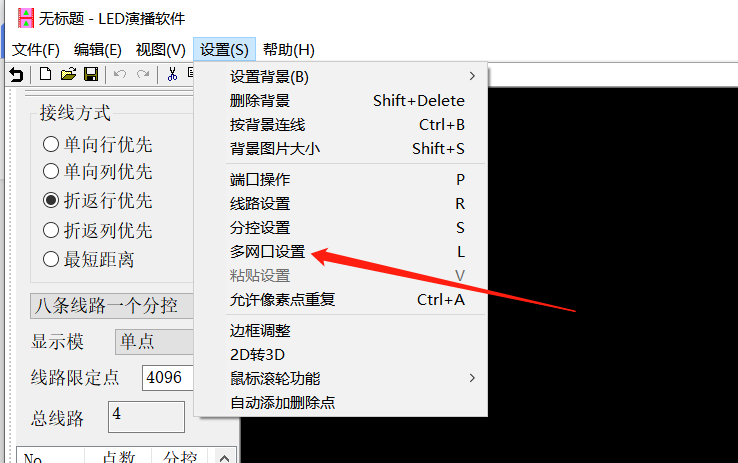 无标题 - LED演播软件
文件(F) 编辑(E) 视图(V) 设置(S) 帮助(H)
接线方式
单向行优先
单向列优先
折返行优先
折返列优先
最短距离
八条线路一个分控
显示模 单点
线路限定点 4096
总线路 4
No. 点数 分控
设置背景(B)
删除背景 Shift+Delete
按背景连线 Ctrl+B
背景图片大小 Shift+S
端口操作 P
线路设置 R
分控设置 S
多网口设置 L
粘贴设置 V
允许像素点重复 Ctrl+A
边框调整
2D转3D
鼠标滚轮功能
自动添加删除点